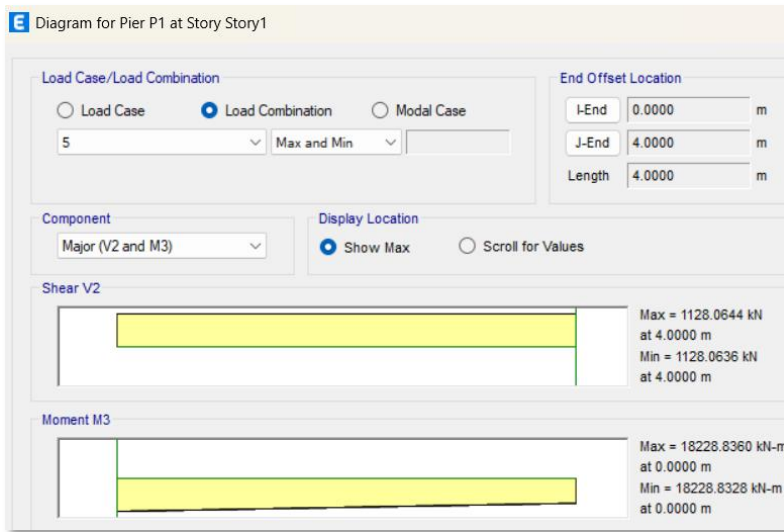 E Diagram for Pier P1 at Story Story1
Load Case/Load Combination
Load Case Load Combination Modal Case
5 Max and Min
End Offset Location
I-End 0.0000 m
J-End 4.0000 m
Length 4.0000 m
Component
Major (V2 and M3)
Display Location
Show Max Scroll for Values
Shear V2
Max = 1128.0644 kN
at 4.0000 m
Min = 1128.0636 kN
at 4.0000 m
Moment M3
Max = 18228.8360 kN-m
at 0.0000 m
Min = 18228.8328 kN-m
at 0.0000 m